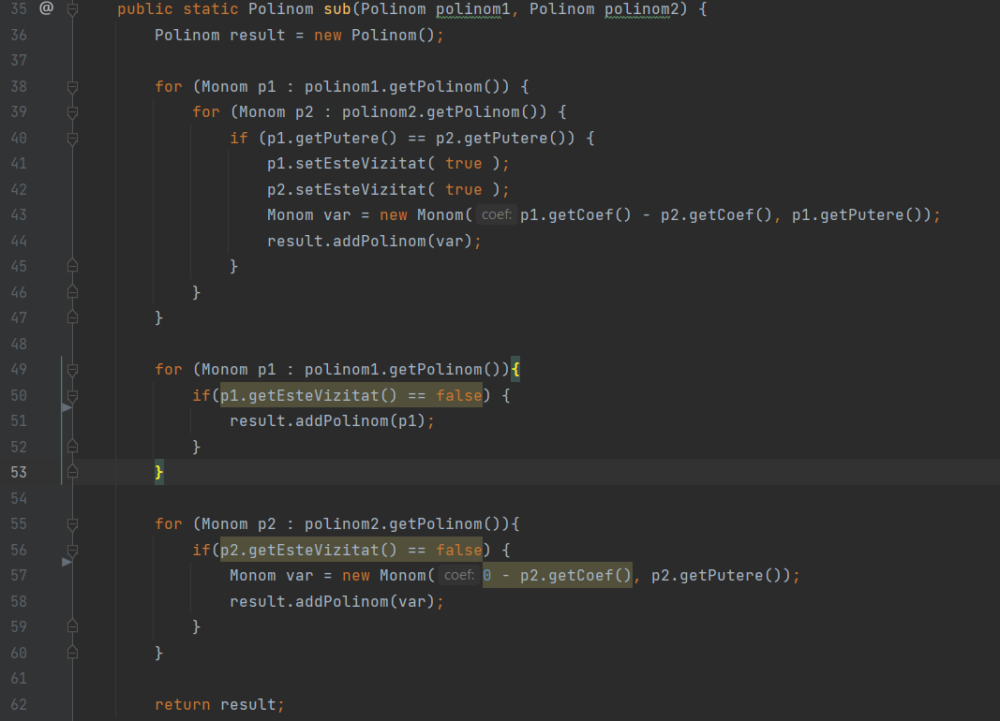 35 @ public static Polinom sub(Polinom polinom1, Polinom polinom2) {
36 Polinom result = new Polinom();
37
38 for (Monom p1 : polinom1.getPolinom()) {
39 for (Monom p2 : polinom2.getPolinom()) {
40 if (p1.getPutere() == p2.getPutere()) {
41 p1.setEsteVizitat( true );
42 p2.setEsteVizitat( true );
43 Monom var = new Monom( coef: p1.getCoef() - p2.getCoef(), p1.getPutere());
44 result.addPolinom(var);
45 }
46 }
47 }
48
49 for (Monom p1 : polinom1.getPolinom()){
50 if(p1.getEsteVizitat() == false) {
51 result.addPolinom(p1);
52 }
53 }
54
55 for (Monom p2 : polinom2.getPolinom()){
56 if(p2.getEsteVizitat() == false) {
57 Monom var = new Monom( coef: 0 - p2.getCoef(), p2.getPutere());
58 result.addPolinom(var);
59 }
60 }
61
62 return result;